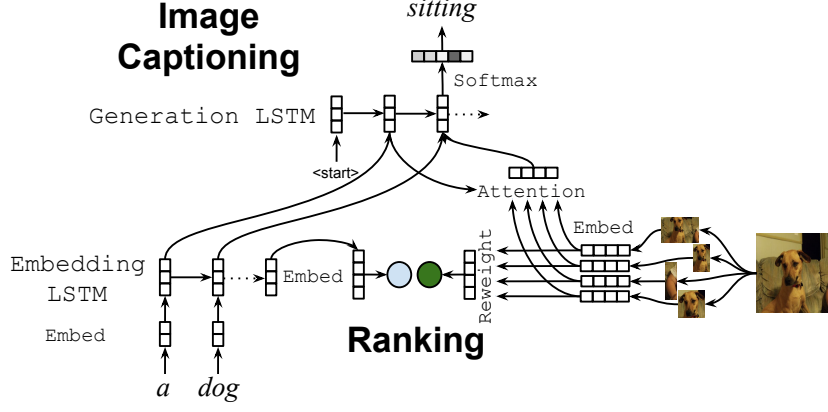 Image
Captioning
sitting
Softmax
Generation LSTM
<start>
Attention
Embed
Reweight
Embedding
LSTM
Embed
Embed
Ranking
a
dog